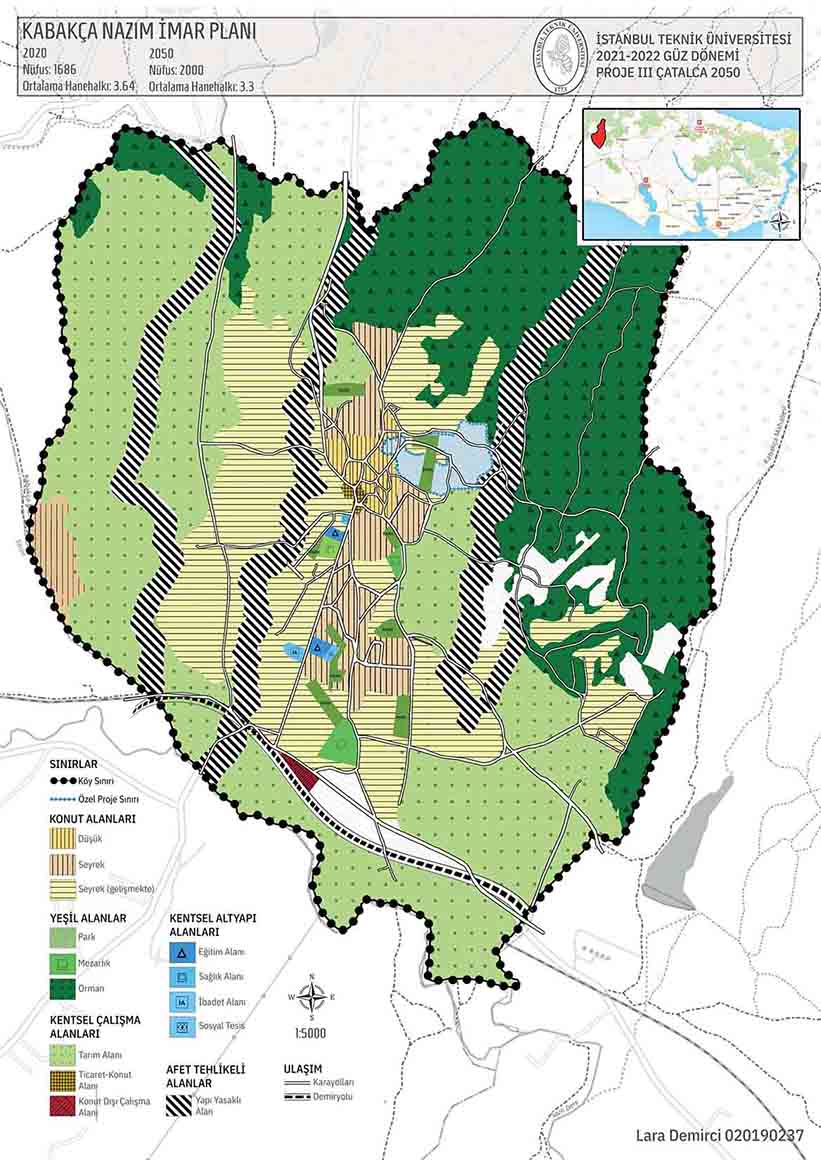 KABAKÇA NAZIM İMAR PLANI
2020
Nüfus: 1686
Ortalama Hanehalkı: 3.64
2050
Nüfus: 2000
Ortalama Hanehalkı: 3.3
İSTANBUL TEKNİK ÜNİVERSİTESİ
2021-2022 GÜZ DÖNEMİ
PROJE III ÇATALCA 2050
SINIRLAR
Köy Sınırı
Özel Proje Sınırı
KONUT ALANLARI
Düşük
Seyrek
Seyrek (gelişmekte)
YEŞİL ALANLAR
Park
Mezarlık
Orman
KENTSEL ÇALIŞMA
ALANLARI
Tarım Alanı
Ticaret-Konut
Alanı
Konut Dışı Çalışma
Alanı
KENTSEL ALTYAPI
ALANLARI
Eğitim Alanı
Sağlık Alanı
İA
İbadet Alanı
Sosyal Tesis
AFET TEHLİKELİ
ALANLAR
Yapı Yasaklı
Alan
N
W
E
S
1:5000
ULAŞIM
Karayolları
Demiryolu
Lara Demirci 020190237